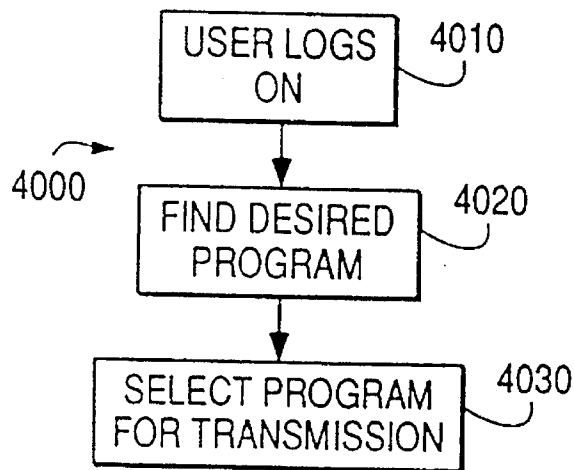 USER LOGS
ON
4010
4000
FIND DESIRED
PROGRAM
4020
SELECT PROGRAM
FOR TRANSMISSION
4030